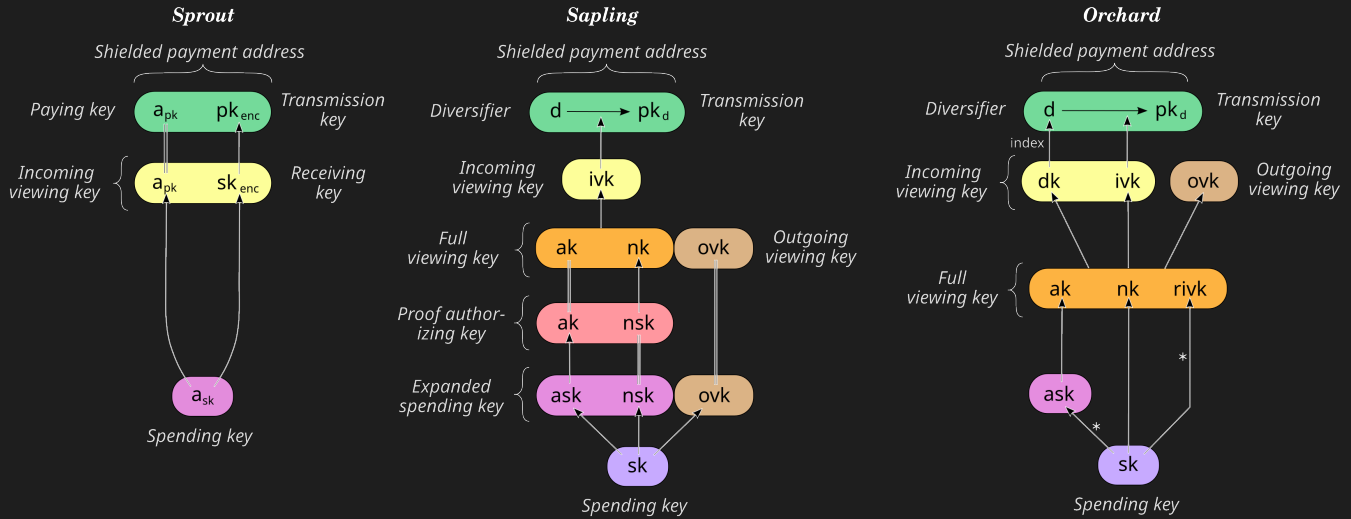 Sprout
Shielded payment address
Paying key
a_pk pk_enc
Transmission
key
Incoming
viewing key
a_pk sk_enc
Receiving
key
a_sk
Spending key
Sapling
Shielded payment address
Diversifier
d pk_d
Transmission
key
Incoming
viewing key
ivk
Full
viewing key
ak nk ovk
Outgoing
viewing key
Proof author-
izing key
ak nsk
Expanded
spending key
ask nsk ovk
sk
Spending key
Orchard
Shielded payment address
Diversifier
d pk_d
Transmission
key
index
Incoming
viewing key
dk ivk ovk
Outgoing
viewing key
Full
viewing key
ak nk rivk
*
ask
*
sk
Spending key